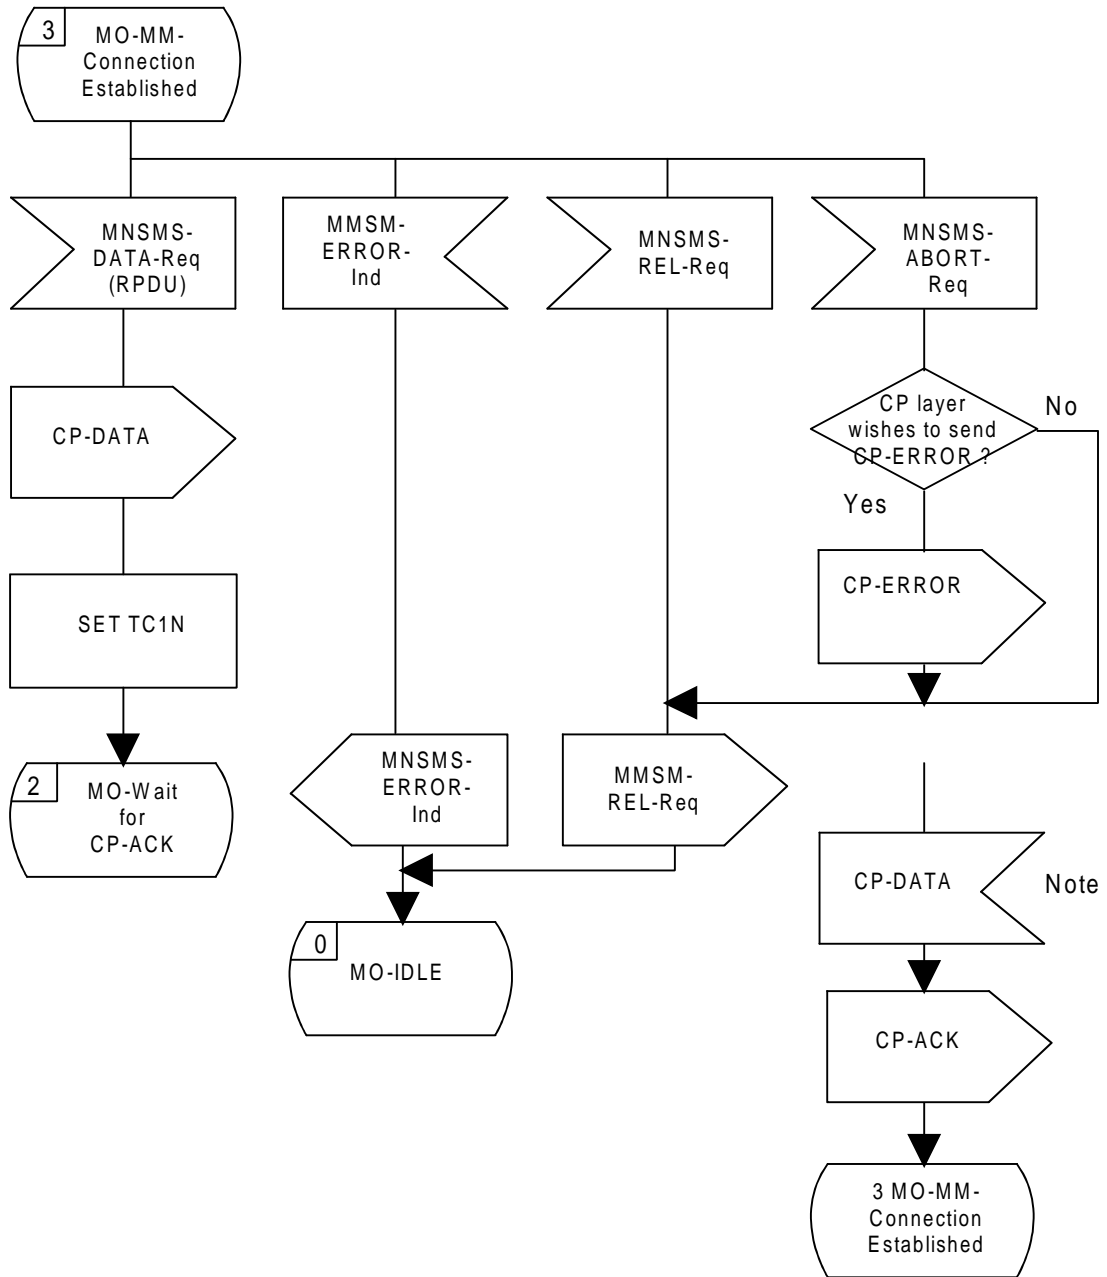 3
MO-MM-
Connection
Established
MNSMS-
DATA-Req
(RPDU)
MMSM-
ERROR-
Ind
MNSMS-
REL-Req
MNSMS-
ABORT-
Req
CP-DATA
CP layer
wishes to send
CP-ERROR ?
No
Yes
CP-ERROR
SET TC1N
2
MO-Wait
for
CP-ACK
MNSMS-
ERROR-
Ind
MMSM-
REL-Req
CP-DATA
Note
0
MO-IDLE
CP-ACK
3 MO-MM-
Connection
Established